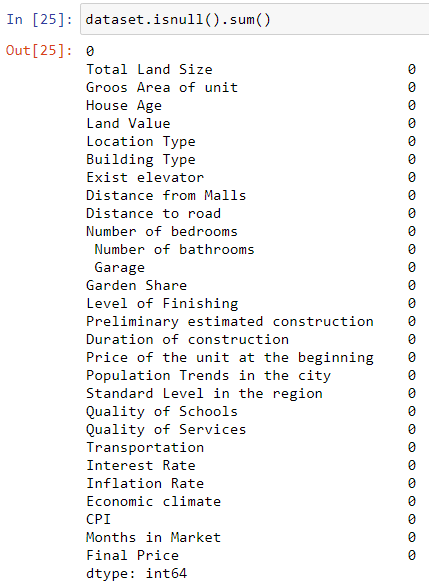 In [25]: dataset.isnull().sum()
Out[25]: 0
Total Land Size 0
Groos Area of unit 0
House Age 0
Land Value 0
Location Type 0
Building Type 0
Exist elevator 0
Distance from Malls 0
Distance to road 0
Number of bedrooms 0
Number of bathrooms 0
Garage 0
Garden Share 0
Level of Finishing 0
Preliminary estimated construction 0
Duration of construction 0
Price of the unit at the beginning 0
Population Trends in the city 0
Standard Level in the region 0
Quality of Schools 0
Quality of Services 0
Transportation 0
Interest Rate 0
Inflation Rate 0
Economic climate 0
CPI 0
Months in Market 0
Final Price 0
dtype: int64